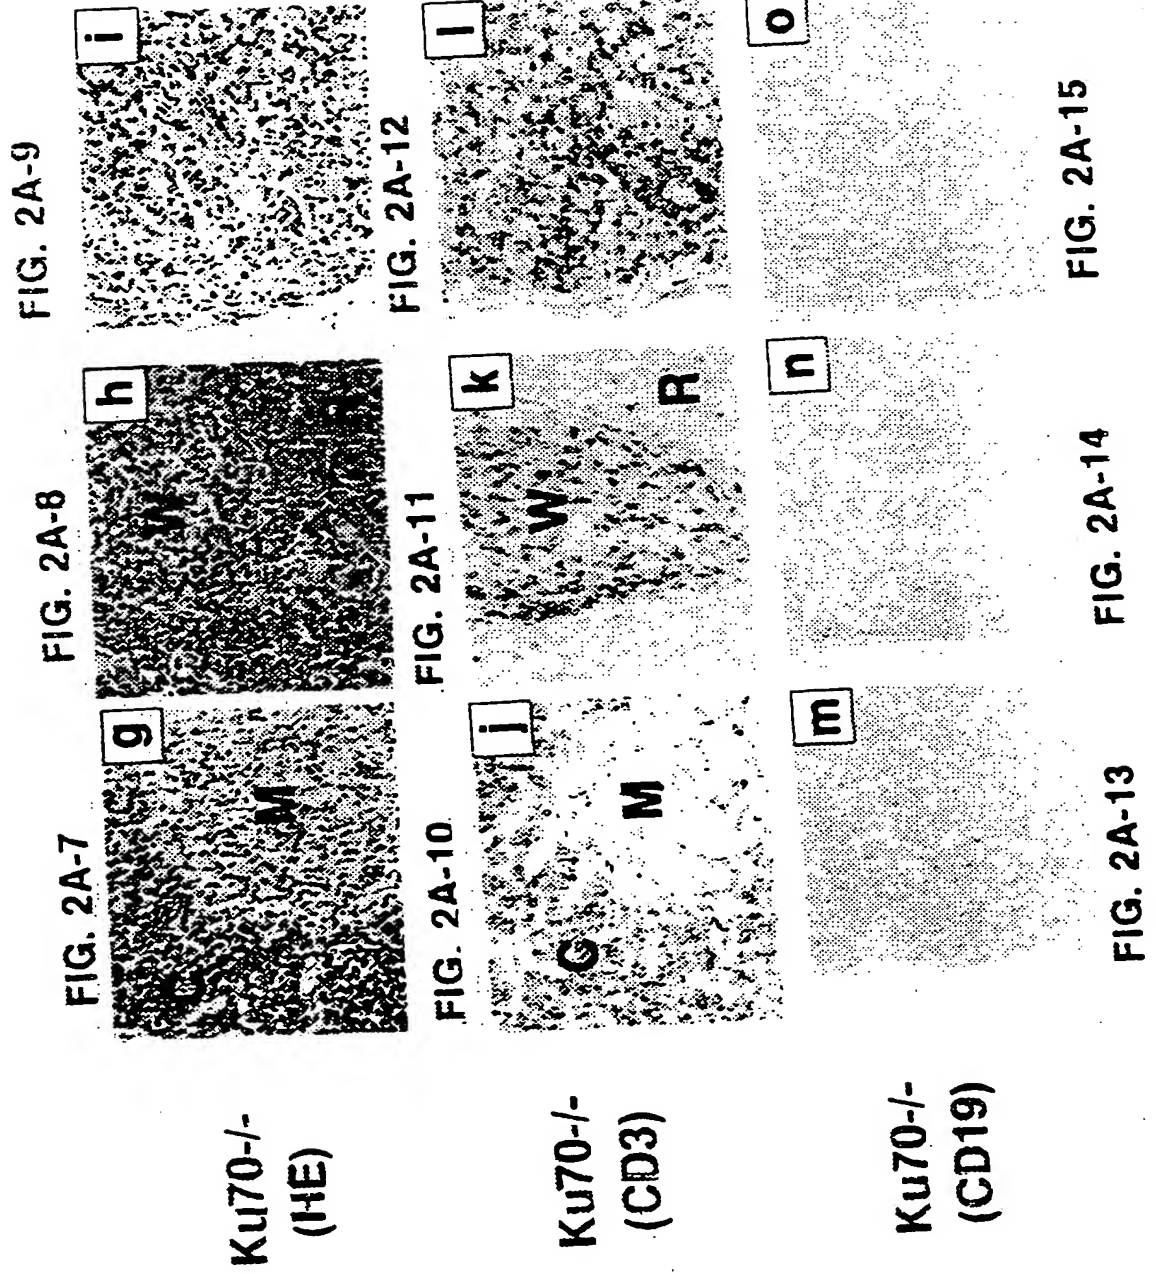 FIG. 2A-7
FIG. 2A-8
FIG. 2A-9
Ku70-/-
(HE)
g
M
h
W
i
FIG. 2A-10
FIG. 2A-11
FIG. 2A-12
Ku70-/-
(CD3)
j
G
M
k
W
R
l
Ku70-/-
(CD19)
m
n
o
FIG. 2A-13
FIG. 2A-14
FIG. 2A-15